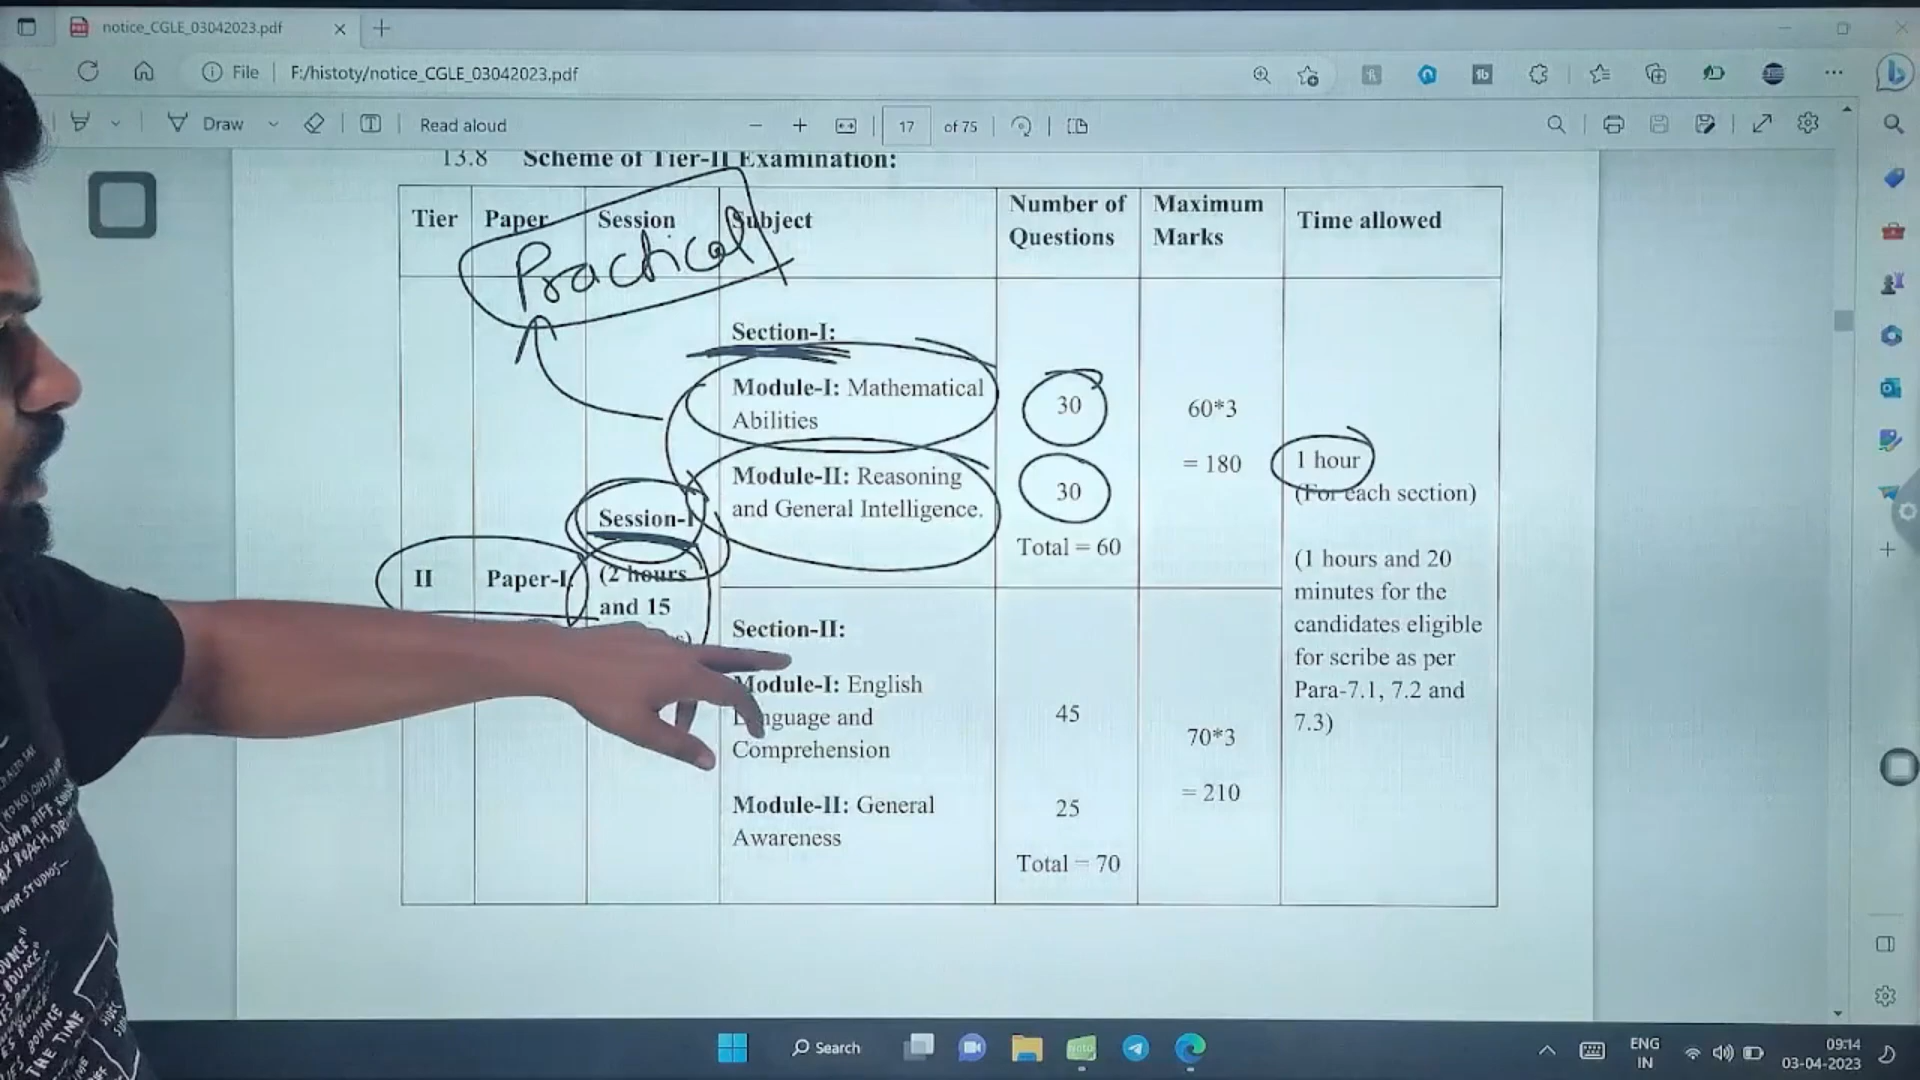 notice_CGLE_03042023.pdf
File
F:/histoty/notice_CGLE_03042023.pdf
Draw
Read aloud
17
of 75
13.8 Scheme of Tier-II Examination:
Tier
Paper
Session
Subject
Number of
Questions
Maximum
Marks
Time allowed
Practical
Section-I:
Module-I: Mathematical
Abilities
30
Module-II: Reasoning
and General Intelligence.
30
Total = 60
60*3
= 180
1 hour
(For each section)
(1 hours and 20
minutes for the
candidates eligible
for scribe as per
Para-7.1, 7.2 and
7.3)
II
Paper-I
Session-I
(2 hours
and 15
Section-II:
Module-I: English
Language and
Comprehension
45
Module-II: General
Awareness
25
Total = 70
70*3
= 210
Search
ENG
IN
09:14
03-04-2023
THE TIME